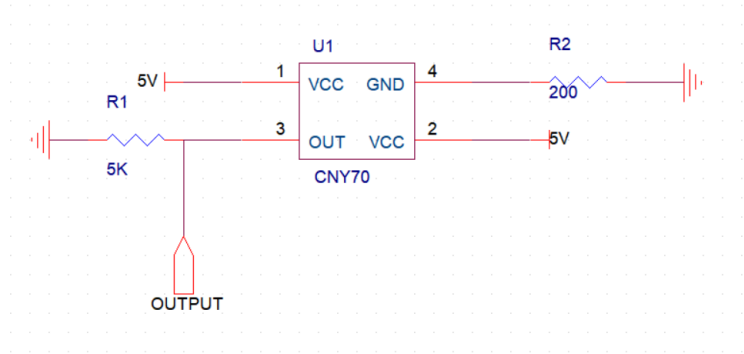 U1
R2
5V
1
VCC
GND
4
200
R1
3
OUT
VCC
2
5V
5K
CNY70
OUTPUT